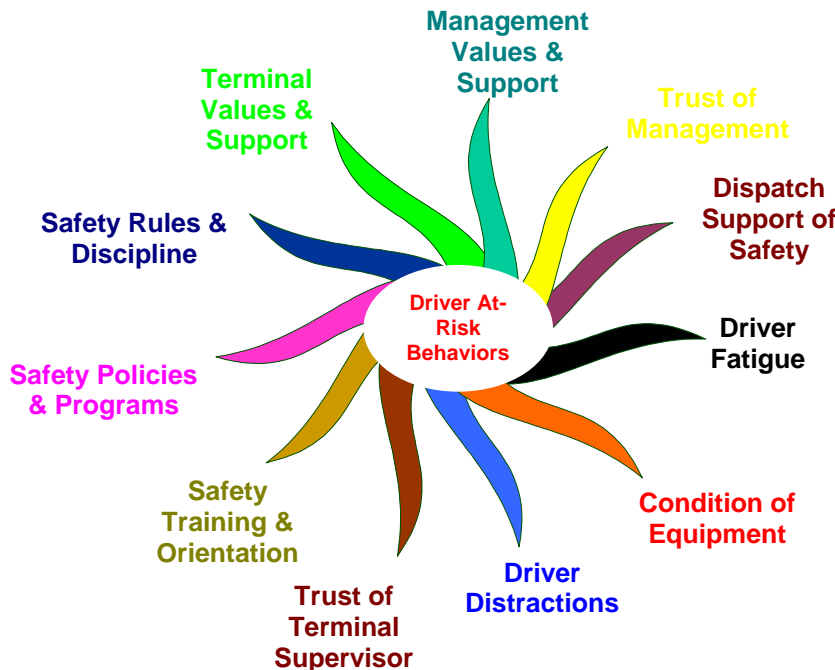 Management
Values &
Support
Terminal
Values &
Support
Trust of
Management
Dispatch
Support of
Safety
Safety Rules &
Discipline
Driver At-
Risk
Behaviors
Driver
Fatigue
Safety Policies
& Programs
Safety
Training &
Orientation
Condition of
Equipment
Trust of
Terminal
Supervisor
Driver
Distractions